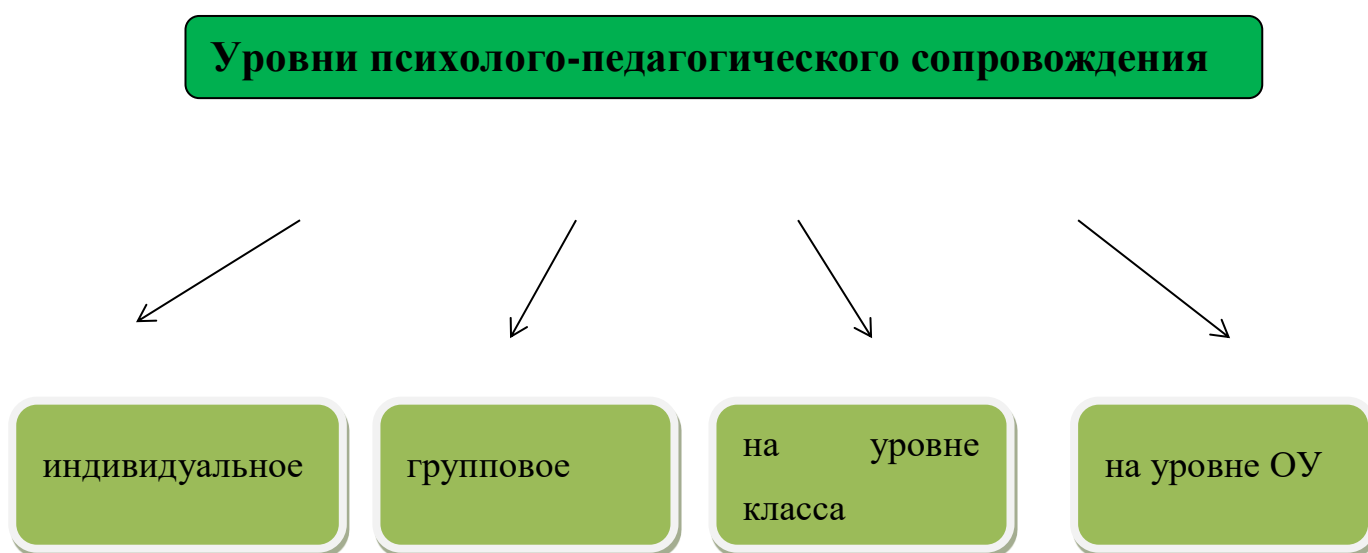 Уровни психолого-педагогического сопровождения
индивидуальное
групповое
на уровне
класса
на уровне ОУ